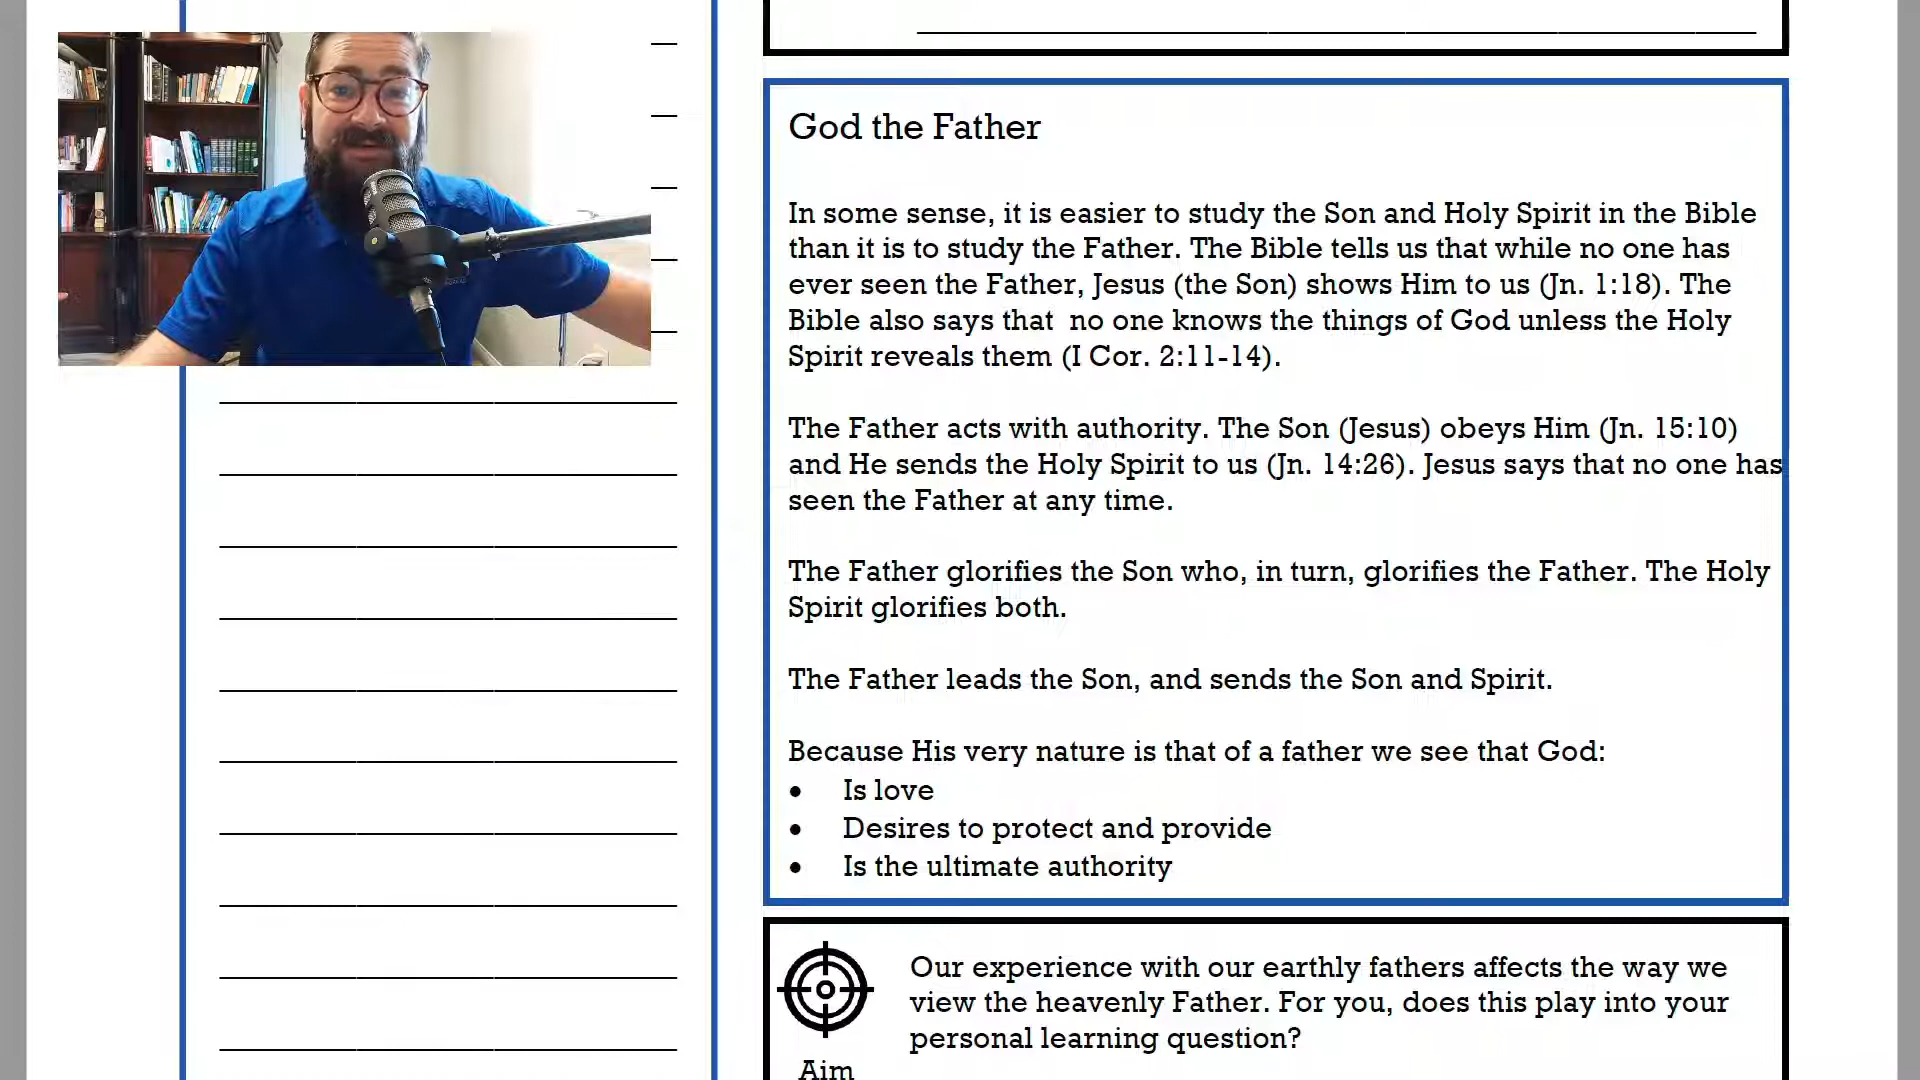 God the Father
In some sense, it is easier to study the Son and Holy Spirit in the Bible
than it is to study the Father. The Bible tells us that while no one has
ever seen the Father, Jesus (the Son) shows Him to us (Jn. 1:18). The
Bible also says that  no one knows the things of God unless the Holy
Spirit reveals them (I Cor. 2:11-14).
The Father acts with authority. The Son (Jesus) obeys Him (Jn. 15:10)
and He sends the Holy Spirit to us (Jn. 14:26). Jesus says that no one has
seen the Father at any time.
The Father glorifies the Son who, in turn, glorifies the Father. The Holy
Spirit glorifies both.
The Father leads the Son, and sends the Son and Spirit.
Because His very nature is that of a father we see that God:
• Is love
• Desires to protect and provide
• Is the ultimate authority
Our experience with our earthly fathers affects the way we
view the heavenly Father. For you, does this play into your
personal learning question?
Aim